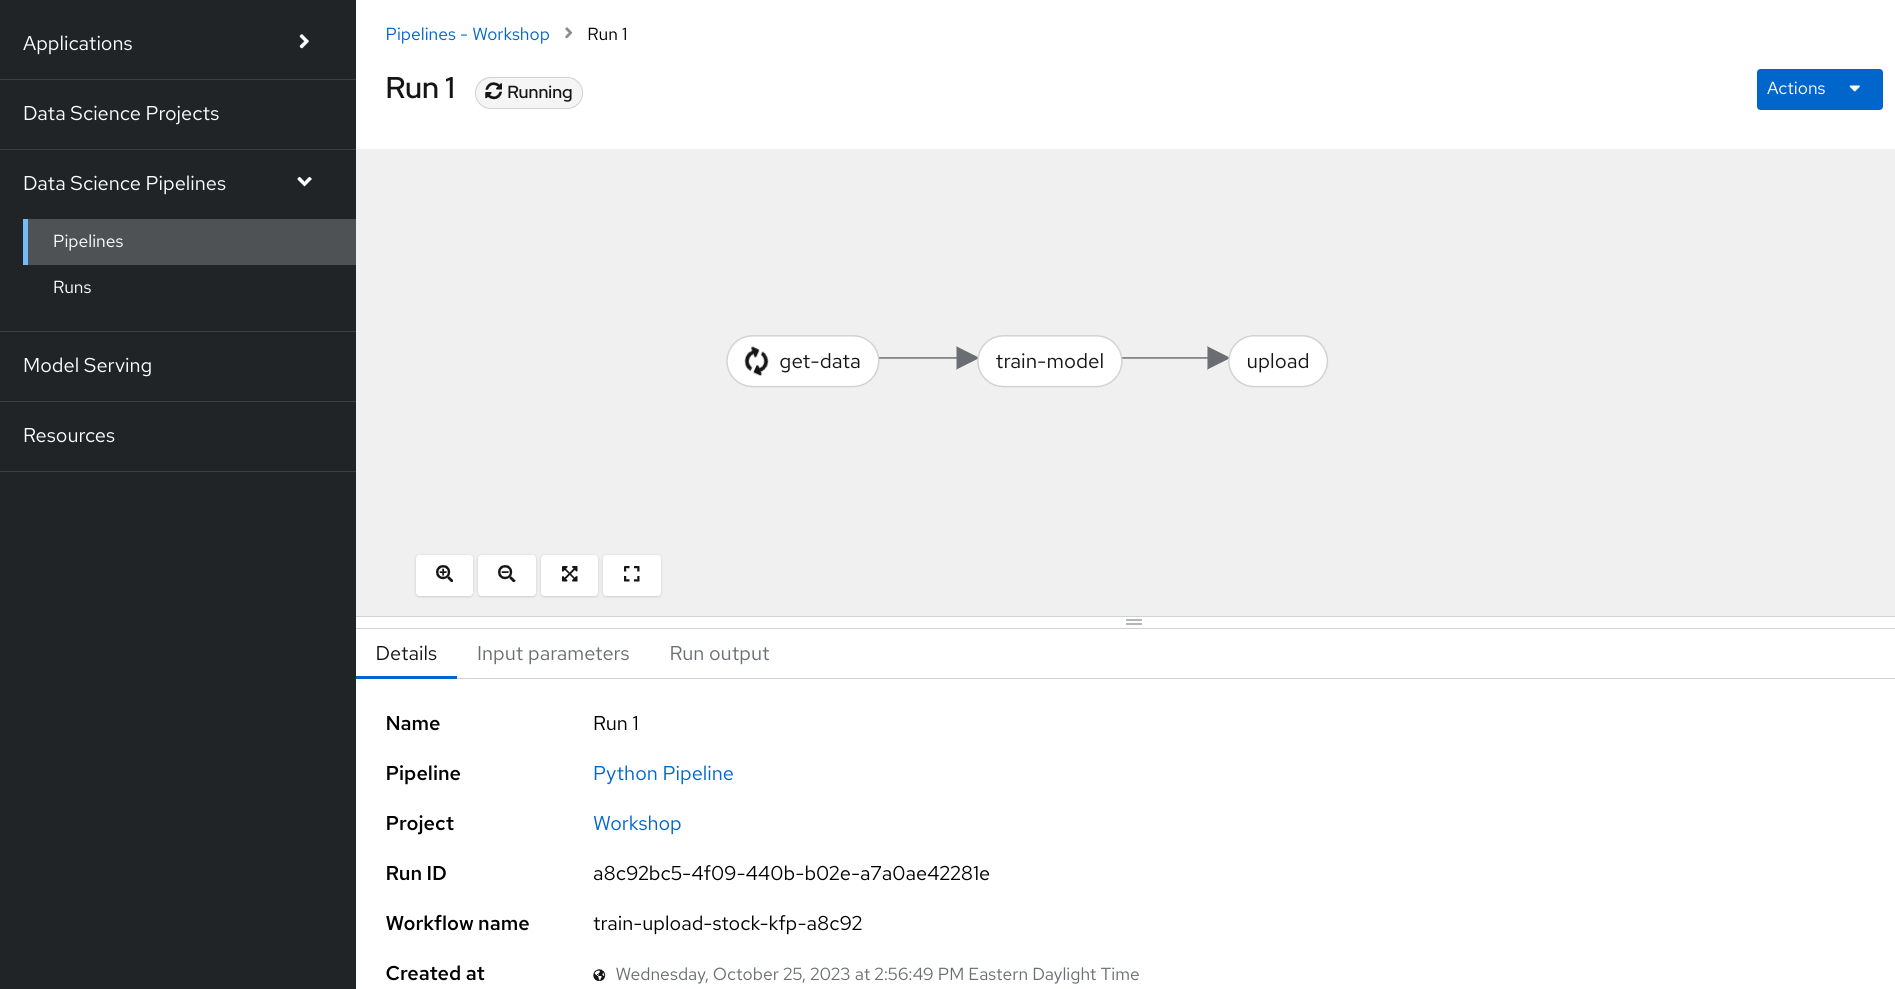 Applications
Data Science Projects
Data Science Pipelines
Pipelines
Runs
Model Serving
Resources
Pipelines - Workshop > Run 1
Run 1 Running
Actions
get-data train-model upload
Details Input parameters Run output
Name Run 1
Pipeline Python Pipeline
Project Workshop
Run ID a8c92bc5-4f09-440b-b02e-a7a0ae42281e
Workflow name train-upload-stock-kfp-a8c92
Created at Wednesday, October 25, 2023 at 2:56:49 PM Eastern Daylight Time